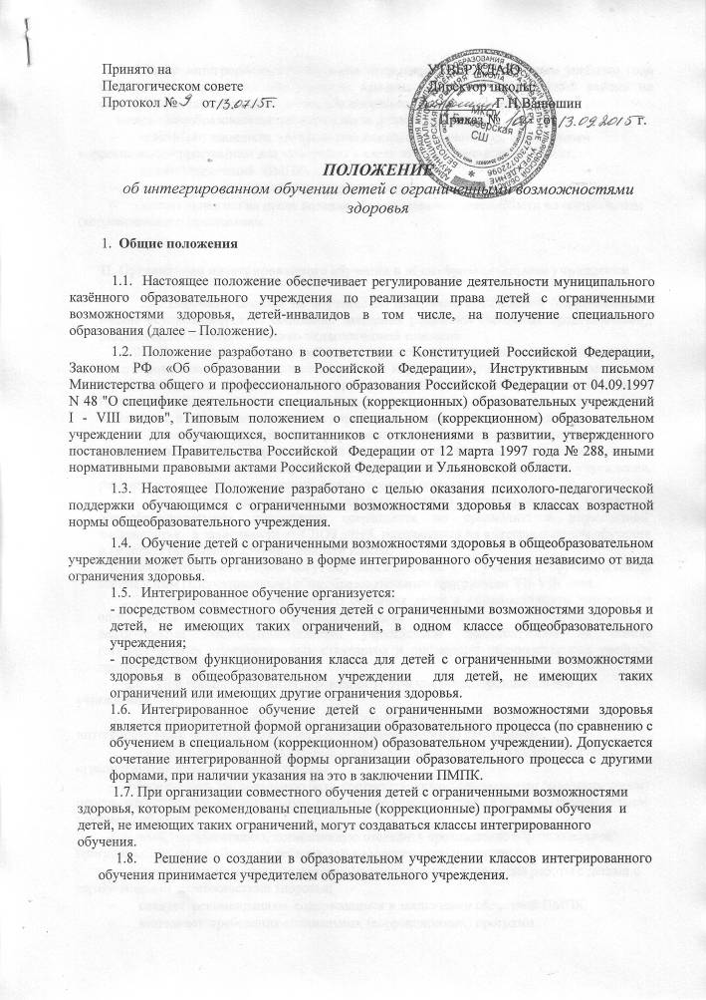 Принято на
УТВЕРЖДАЮ
Педагогическом совете
Директор школы:
Протокол № 9 от 13.07.15г.
Г.Н.Ванюшин
Приказ № от 13.09.2015г.
МКОУ
Белозерская
СШ
ПОЛОЖЕНИЕ
об интегрированном обучении детей с ограниченными возможностями
здоровья
1. Общие положения
1.1. Настоящее положение обеспечивает регулирование деятельности муниципального
казённого образовательного учреждения по реализации права детей с ограниченными
возможностями здоровья, детей-инвалидов в том числе, на получение специального
образования (далее – Положение).
1.2. Положение разработано в соответствии с Конституцией Российской Федерации,
Законом РФ «Об образовании в Российской Федерации», Инструктивным письмом
Министерства общего и профессионального образования Российской Федерации от 04.09.1997
N 48 "О специфике деятельности специальных (коррекционных) образовательных учреждений
I - VIII видов", Типовым положением о специальном (коррекционном) образовательном
учреждении для обучающихся, воспитанников с отклонениями в развитии, утвержденного
постановлением Правительства Российской Федерации от 12 марта 1997 года № 288, иными
нормативными правовыми актами Российской Федерации и Ульяновской области.
1.3. Настоящее Положение разработано с целью оказания психолого-педагогической
поддержки обучающимся с ограниченными возможностями здоровья в классах возрастной
нормы общеобразовательного учреждения.
1.4. Обучение детей с ограниченными возможностями здоровья в общеобразовательном
учреждении может быть организовано в форме интегрированного обучения независимо от вида
ограничения здоровья.
1.5. Интегрированное обучение организуется:
- посредством совместного обучения детей с ограниченными возможностями здоровья и
детей, не имеющих таких ограничений, в одном классе общеобразовательного
учреждения;
- посредством функционирования класса для детей с ограниченными возможностями
здоровья в общеобразовательном учреждении для детей, не имеющих таких
ограничений или имеющих другие ограничения здоровья.
1.6. Интегрированное обучение детей с ограниченными возможностями здоровья
является приоритетной формой организации образовательного процесса (по сравнению с
обучением в специальном (коррекционном) образовательном учреждении). Допускается
сочетание интегрированной формы организации образовательного процесса с другими
формами, при наличии указания на это в заключении ПМПК.
1.7. При организации совместного обучения детей с ограниченными возможностями
здоровья, которым рекомендованы специальные (коррекционные) программы обучения и
детей, не имеющих таких ограничений, могут создаваться классы интегрированного
обучения.
1.8. Решение о создании в образовательном учреждении классов интегрированного
обучения принимается учредителем образовательного учреждения.